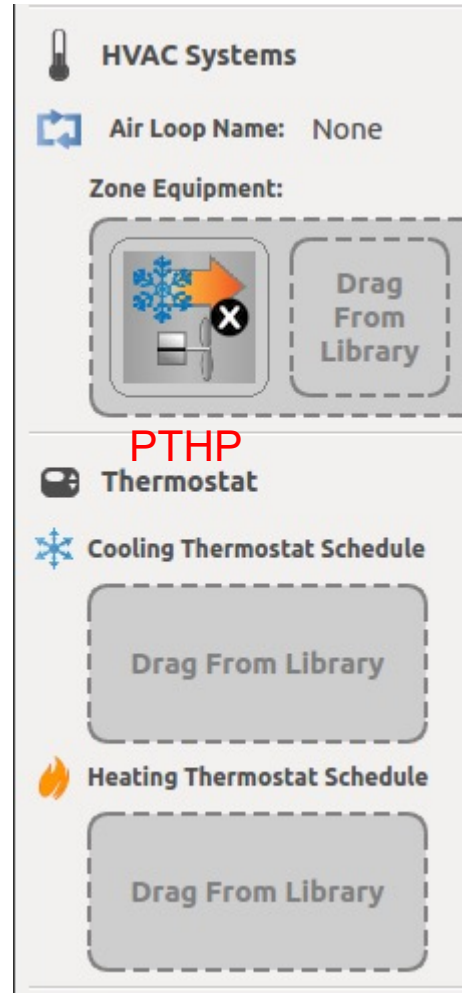 HVAC Systems
Air Loop Name: None
Zone Equipment:
Drag
From
Library
PTHP
Thermostat
Cooling Thermostat Schedule
Drag From Library
Heating Thermostat Schedule
Drag From Library